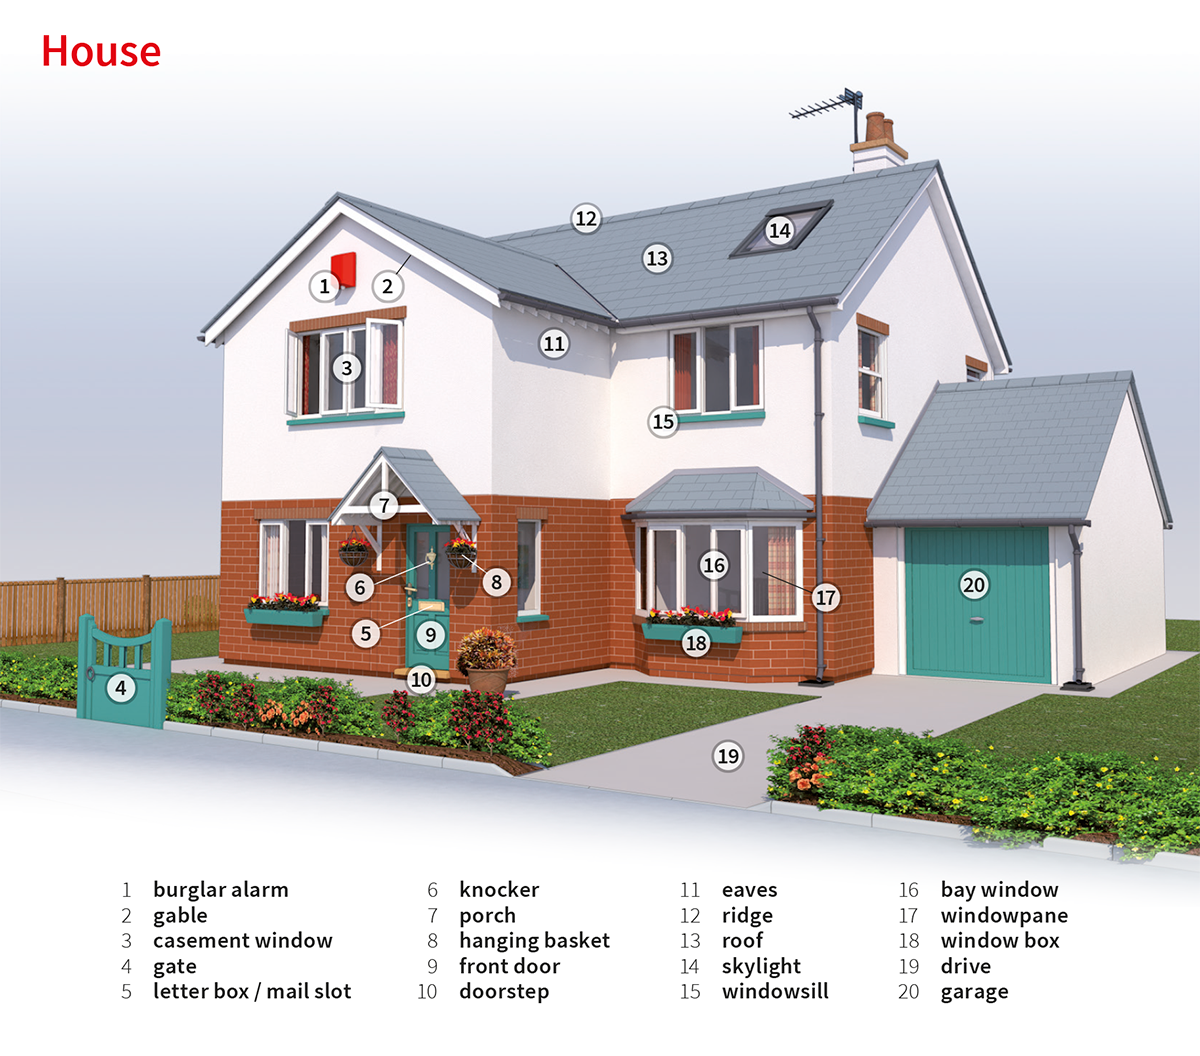 House
12
14
13
1
2
11
3
15
7
16
20
6
8
17
5
9
18
10
4
19
1 burglar alarm
2 gable
3 casement window
4 gate
5 letter box / mail slot
6 knocker
7 porch
8 hanging basket
9 front door
10 doorstep
11 eaves
12 ridge
13 roof
14 skylight
15 windowsill
16 bay window
17 windowpane
18 window box
19 drive
20 garage